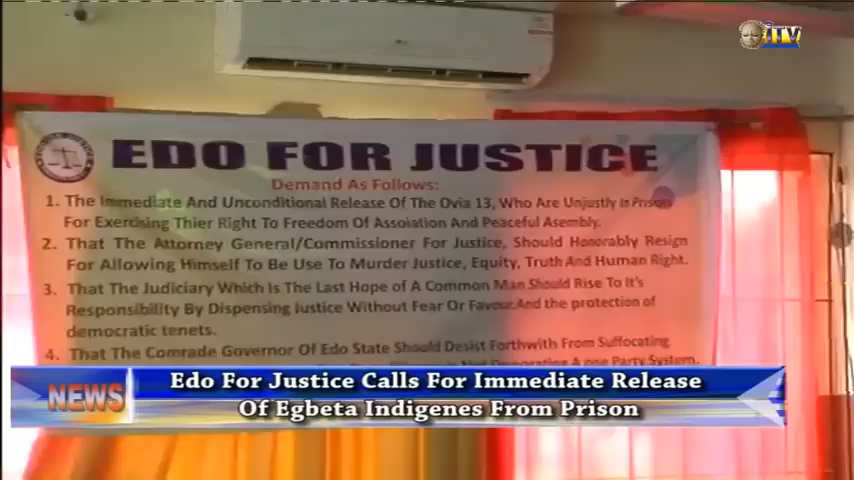 iTV
EDO FOR JUSTICE
Demand As Follows:
1. The Immediate And Unconditional Release Of The Ovia 13, Who Are Unjustly In Prison
For Exercising Thier Right To Freedom Of Assoiation And Peaceful Asembly.
2. That The Attorney General/Commissioner For Justice, Should Honorably Resign
For Allowing Himself To Be Use To Murder Justice, Equity, Truth And Human Right.
3. That The Judiciary Which Is The Last Hope of A Common Man Should Rise To It's
Responsibility By Dispensing Justice Without Fear Or Favour.And the protection of
democratic tenets.
4. That The Comrade Governor Of Edo State Should Desist Forthwith From Suffocating
A one Party System.
NEWS
Edo For Justice Calls For Immediate Release
Of Egbeta Indigenes From Prison